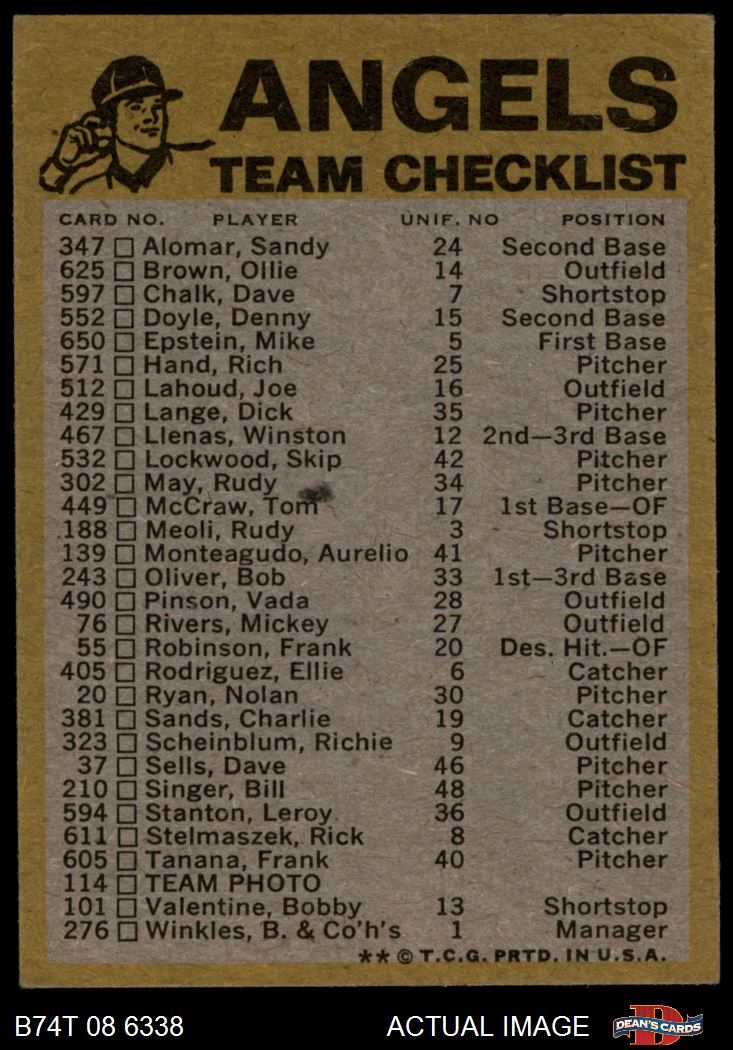 ANGELS
TEAM CHECKLIST
CARD NO. PLAYER UNIF. NO POSITION
347 Alomar, Sandy 24 Second Base
625 Brown, Ollie 14 Outfield
597 Chalk, Dave 7 Shortstop
552 Doyle, Denny 15 Second Base
650 Epstein, Mike 5 First Base
571 Hand, Rich 25 Pitcher
512 Lahoud, Joe 16 Outfield
429 Lange, Dick 35 Pitcher
467 Llenas, Winston 12 2nd—3rd Base
532 Lockwood, Skip 42 Pitcher
302 May, Rudy 34 Pitcher
449 McCraw, Tom 17 1st Base—OF
188 Meoli, Rudy 3 Shortstop
139 Monteagudo, Aurelio 41 Pitcher
243 Oliver, Bob 33 1st—3rd Base
490 Pinson, Vada 28 Outfield
76 Rivers, Mickey 27 Outfield
55 Robinson, Frank 20 Des. Hit.—OF
405 Rodriguez, Ellie 6 Catcher
20 Ryan, Nolan 30 Pitcher
381 Sands, Charlie 19 Catcher
323 Scheinblum, Richie 9 Outfield
37 Sells, Dave 46 Pitcher
210 Singer, Bill 48 Pitcher
594 Stanton, Leroy 36 Outfield
611 Stelmaszek, Rick 8 Catcher
605 Tanana, Frank 40 Pitcher
114 TEAM PHOTO
101 Valentine, Bobby 13 Shortstop
276 Winkles, B. & Co'h's 1 Manager
** © T.C.G. PRTD. IN U.S.A.
B74T 08 6338 ACTUAL IMAGE DEAN'S CARDS